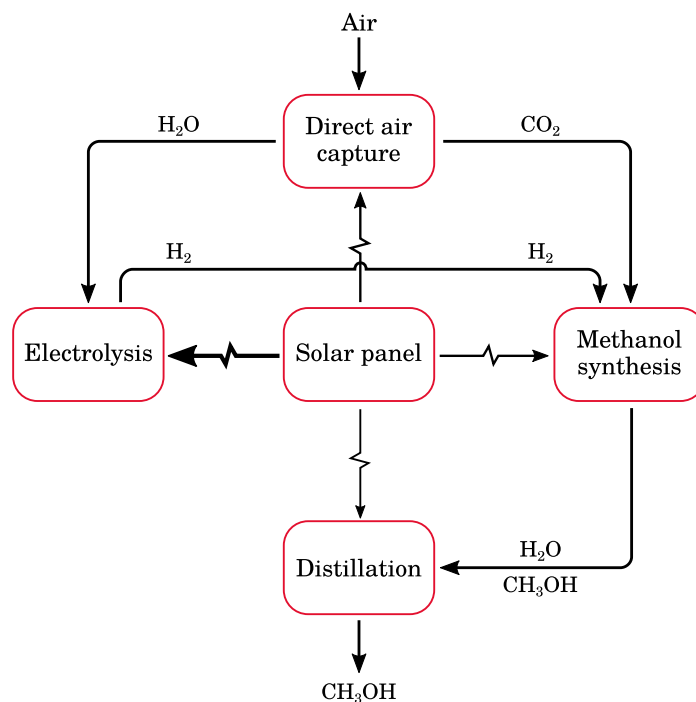 Air
H₂O
Direct air
capture
CO₂
H₂
H₂
Electrolysis
Solar panel
Methanol
synthesis
Distillation
H₂O
CH₃OH
CH₃OH